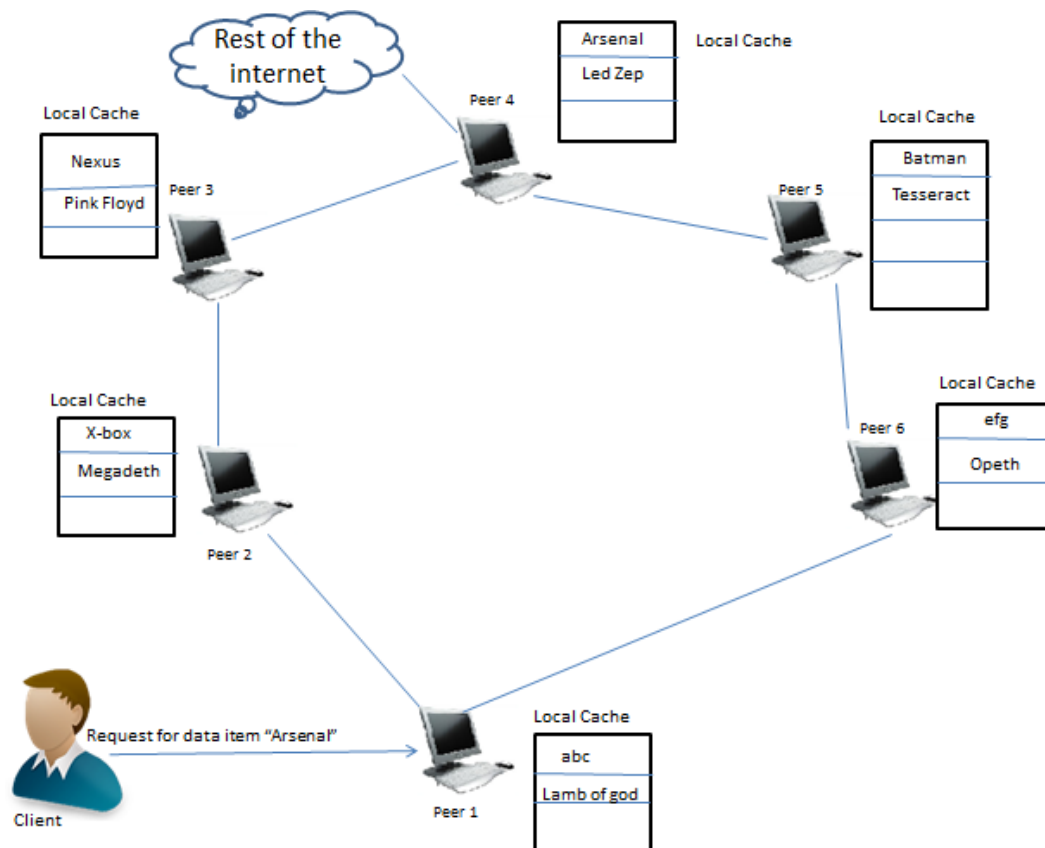 Rest of the
internet
Arsenal
Led Zep
Local Cache
Peer 4
Local Cache
Nexus
Pink Floyd
Peer 3
Local Cache
Batman
Tesseract
Peer 5
Local Cache
X-box
Megadeth
Peer 2
Local Cache
efg
Opeth
Peer 6
Request for data item “Arsenal”
Client
Local Cache
abc
Lamb of god
Peer 1